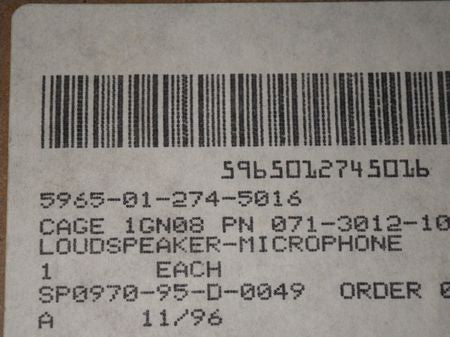 5965012745016
5965-01-274-5016
CAGE 1GN08 PN 071-3012-10
LOUDSPEAKER-MICROPHONE
1 EACH
SP0970-95-D-0049 ORDER 0
A 11/96